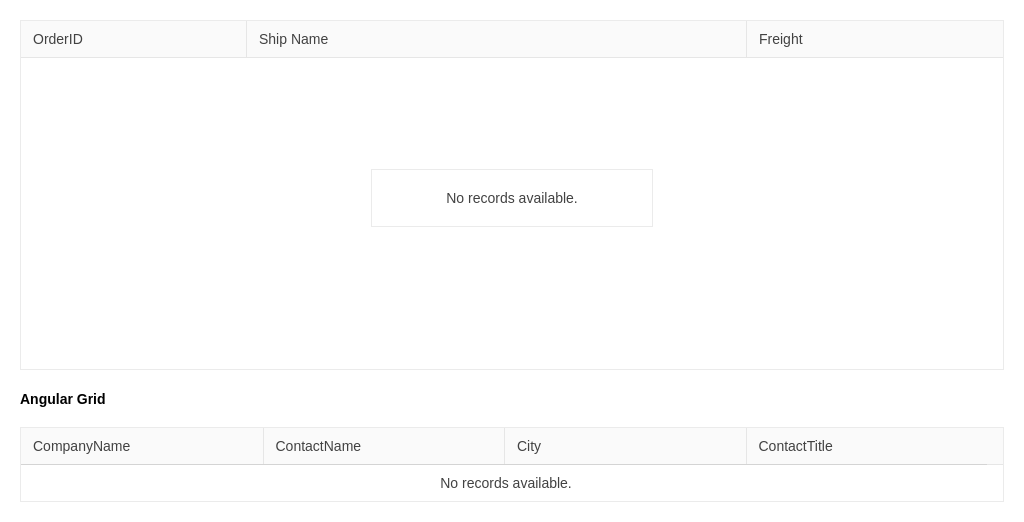 OrderID Ship Name Freight
No records available.
Angular Grid
CompanyName ContactName City ContactTitle
No records available.